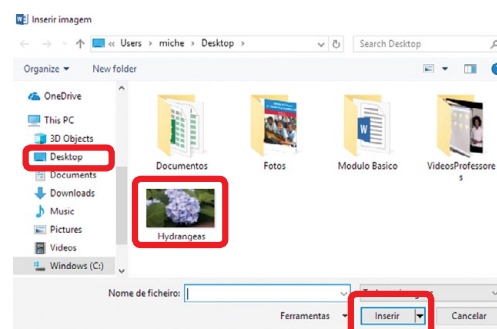 Inserir imagem
« Users › miche › Desktop ›
Search Desktop
Organize
New folder
OneDrive
This PC
3D Objects
Desktop
Documents
Downloads
Music
Pictures
Videos
Windows (C:)
Documentos
Fotos
Modulo Basico
VideosProfessore
s
Hydrangeas
Nome de ficheiro:
Ferramentas
Inserir
Cancelar